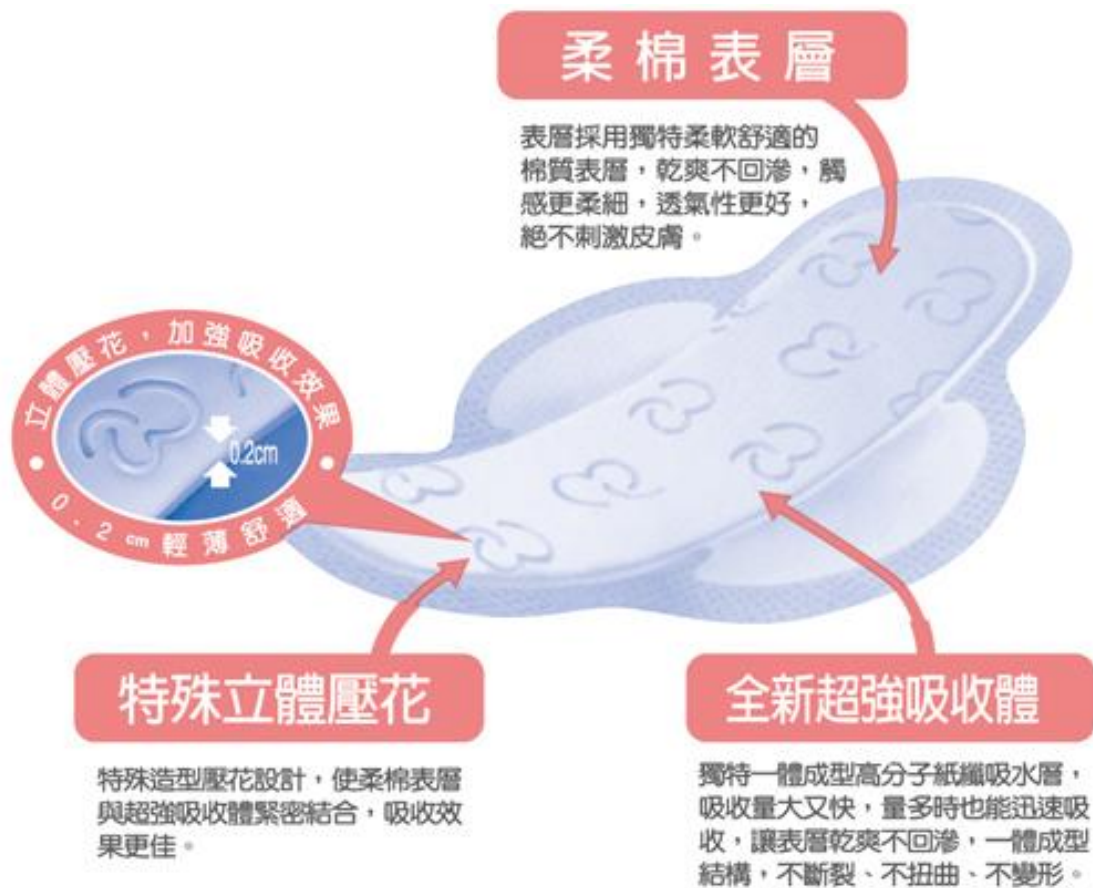 柔棉表層
表層採用獨特柔軟舒適的
棉質表層，乾爽不回滲，觸
感更柔細，透氣性更好，
絕不刺激皮膚。
立體壓花，加強吸收效果
0.2cm
0.2cm輕薄舒適
特殊立體壓花
特殊造型壓花設計，使柔棉表層
與超強吸收體緊密結合，吸收效
果更佳。
全新超強吸收體
獨特一體成型高分子紙纖吸水層，
吸收量大又快，量多時也能迅速吸
收，讓表層乾爽不回滲，一體成型
結構，不斷裂、不扭曲、不變形。